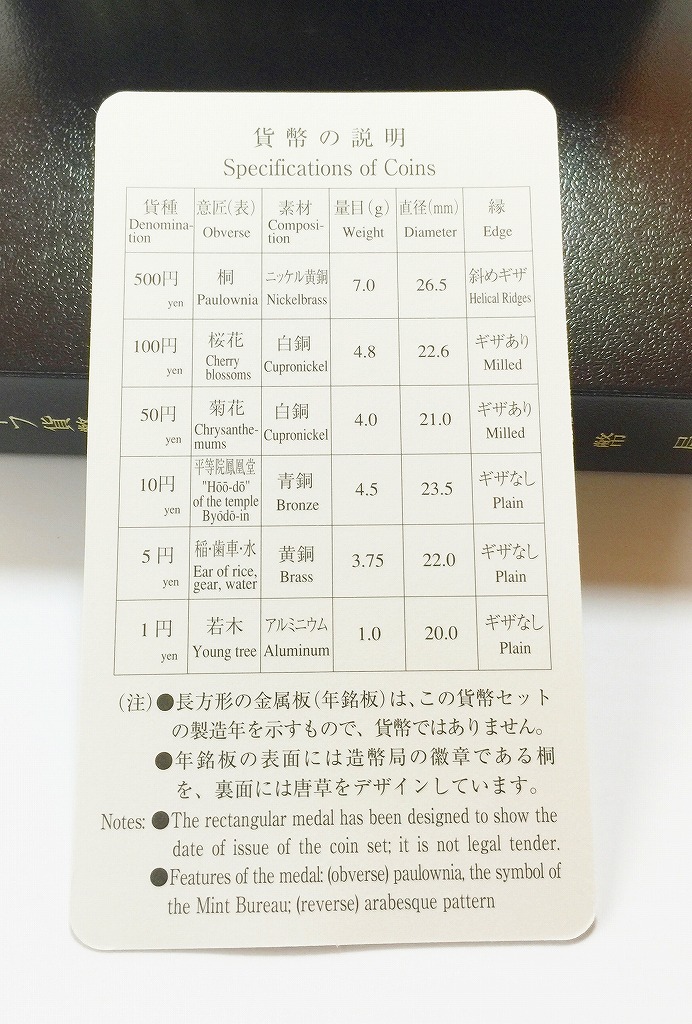 貨幣の説明
Specifications of Coins
貨種 意匠(表) 素材 量目(g) 直径(mm) 縁
Denomina-tion Obverse Composi-tion Weight Diameter Edge
500円 桐 ニッケル黄銅 7.0 26.5 斜めギザ
yen Paulownia Nickelbrass Helical Ridges
100円 桜花 白銅 4.8 22.6 ギザあり
yen Cherry blossoms Cupronickel Milled
50円 菊花 白銅 4.0 21.0 ギザあり
yen Chrysanthe-mums Cupronickel Milled
10円 平等院鳳凰堂 青銅 4.5 23.5 ギザなし
yen "Hōō-dō" of the temple Byōdō-in Bronze Plain
5円 稲・歯車・水 黄銅 3.75 22.0 ギザなし
yen Ear of rice, gear, water Brass Plain
1円 若木 アルミニウム 1.0 20.0 ギザなし
yen Young tree Aluminum Plain
(注)●長方形の金属板(年銘板)は、この貨幣セット
の製造年を示すもので、貨幣ではありません。
●年銘板の表面には造幣局の徽章である桐
を、裏面には唐草をデザインしています。
Notes: ●The rectangular medal has been designed to show the
date of issue of the coin set; it is not legal tender.
●Features of the medal: (obverse) paulownia, the symbol of
the Mint Bureau; (reverse) arabesque pattern
フ貨幣
幣